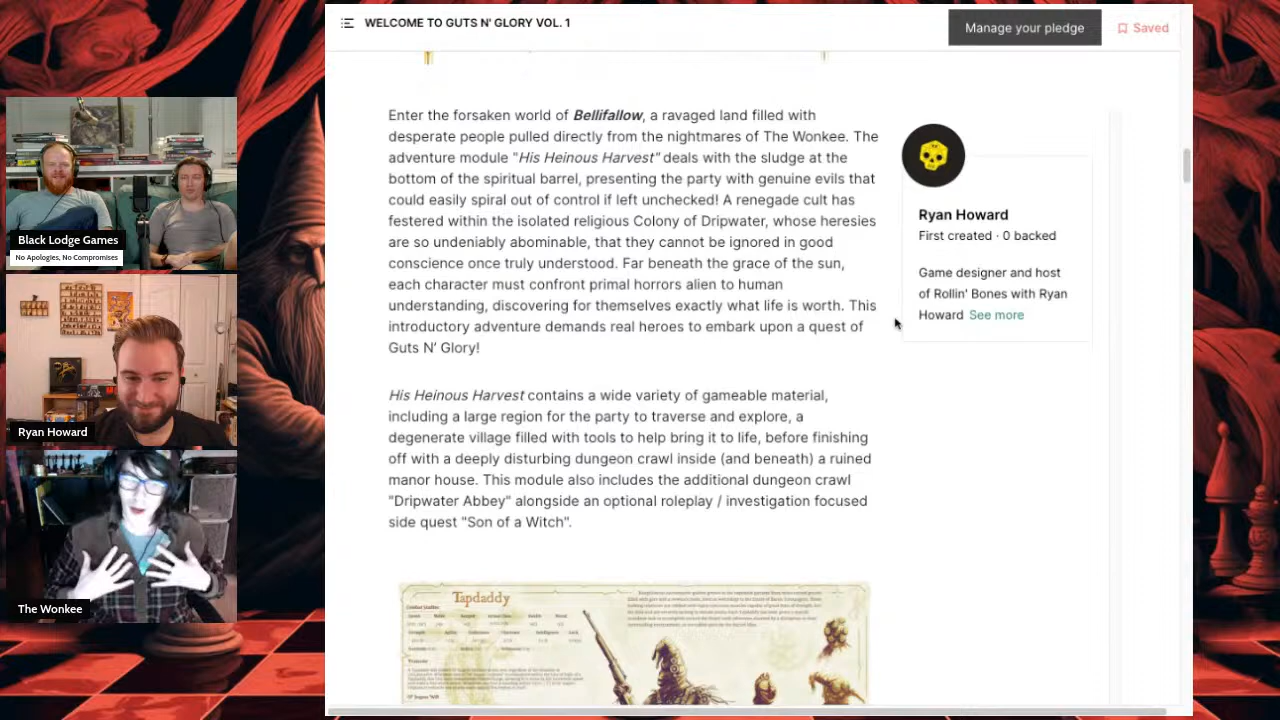 WELCOME TO GUTS N' GLORY VOL. 1
Manage your pledge
Saved
Enter the forsaken world of Bellifallow, a ravaged land filled with
desperate people pulled directly from the nightmares of The Wonkee. The
adventure module "His Heinous Harvest" deals with the sludge at the
bottom of the spiritual barrel, presenting the party with genuine evils that
could easily spiral out of control if left unchecked! A renegade cult has
festered within the isolated religious Colony of Dripwater, whose heresies
are so undeniably abominable, that they cannot be ignored in good
conscience once truly understood. Far beneath the grace of the sun,
each character must confront primal horrors alien to human
understanding, discovering for themselves exactly what life is worth. This
introductory adventure demands real heroes to embark upon a quest of
Guts N' Glory!
His Heinous Harvest contains a wide variety of gameable material,
including a large region for the party to traverse and explore, a
degenerate village filled with tools to help bring it to life, before finishing
off with a deeply disturbing dungeon crawl inside (and beneath) a ruined
manor house. This module also includes the additional dungeon crawl
"Dripwater Abbey" alongside an optional roleplay / investigation focused
side quest "Son of a Witch".
Ryan Howard
First created · 0 backed
Game designer and host
of Rollin' Bones with Ryan
Howard See more
Tapdaddy
Black Lodge Games
No Apologies, No Compromises
Ryan Howard
The Wonkee